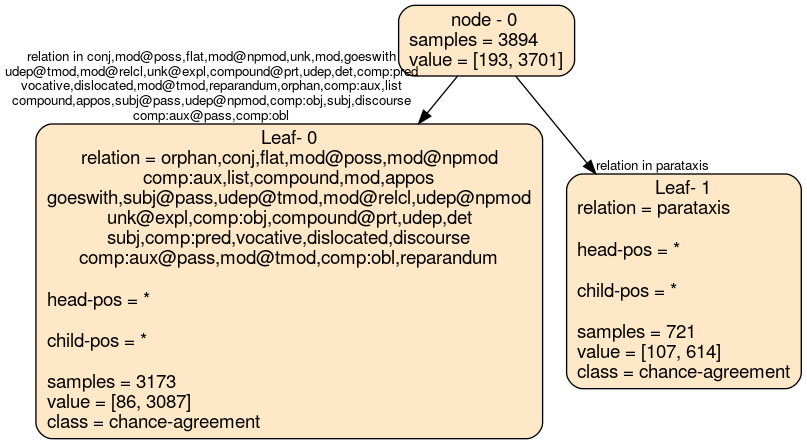 node - 0
samples = 3894
value = [193, 3701]
relation in conj,mod@poss,flat,mod@npmod,unk,mod,goeswith
udep@tmod,mod@relcl,unk@expl,compound@prt,udep,det,comp:pred
vocative,dislocated,mod@tmod,reparandum,orphan,comp:aux,list
compound,appos,subj@pass,udep@npmod,comp:obj,subj,discourse
comp:aux@pass,comp:obl
relation in parataxis
Leaf- 0
relation = orphan,conj,flat,mod@poss,mod@npmod
comp:aux,list,compound,mod,appos
goeswith,subj@pass,udep@tmod,mod@relcl,udep@npmod
unk@expl,comp:obj,compound@prt,udep,det
subj,comp:pred,vocative,dislocated,discourse
comp:aux@pass,mod@tmod,comp:obl,reparandum
head-pos = *
child-pos = *
samples = 3173
value = [86, 3087]
class = chance-agreement
Leaf- 1
relation = parataxis
head-pos = *
child-pos = *
samples = 721
value = [107, 614]
class = chance-agreement